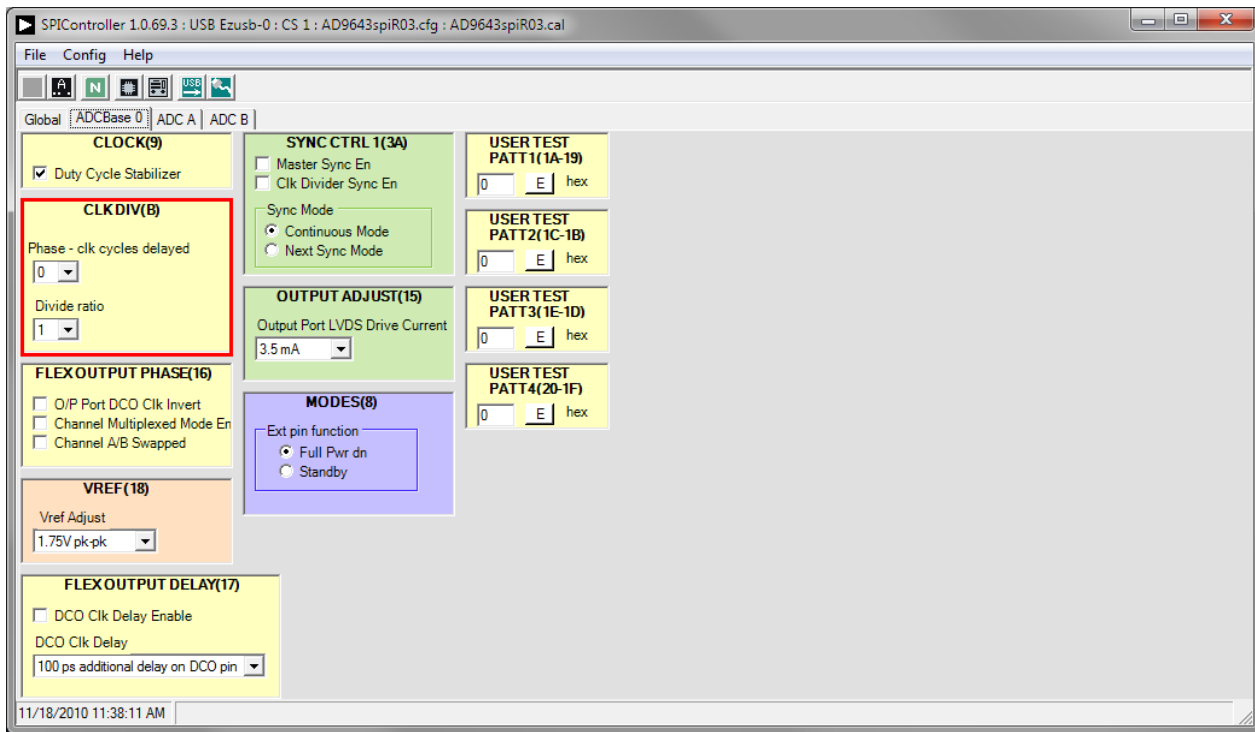 SPIController 1.0.69.3 : USB Ezusb-0 : CS 1 : AD9643spiR03.cfg : AD9643spiR03.cal
File Config Help
A N USB
Global ADCBase 0 ADC A ADC B
CLOCK(9)
Duty Cycle Stabilizer
CLK DIV(B)
Phase - clk cycles delayed
0
Divide ratio
1
FLEX OUTPUT PHASE(16)
O/P Port DCO Clk Invert
Channel Multiplexed Mode En
Channel A/B Swapped
VREF(18)
Vref Adjust
1.75V pk-pk
FLEX OUTPUT DELAY(17)
DCO Clk Delay Enable
DCO Clk Delay
100 ps additional delay on DCO pin
SYNC CTRL 1(3A)
Master Sync En
Clk Divider Sync En
Sync Mode
Continuous Mode
Next Sync Mode
OUTPUT ADJUST(15)
Output Port LVDS Drive Current
3.5 mA
MODES(8)
Ext pin function
Full Pwr dn
Standby
USER TEST
PATT1(1A-19)
0 E hex
USER TEST
PATT2(1C-1B)
0 E hex
USER TEST
PATT3(1E-1D)
0 E hex
USER TEST
PATT4(20-1F)
0 E hex
11/18/2010 11:38:11 AM